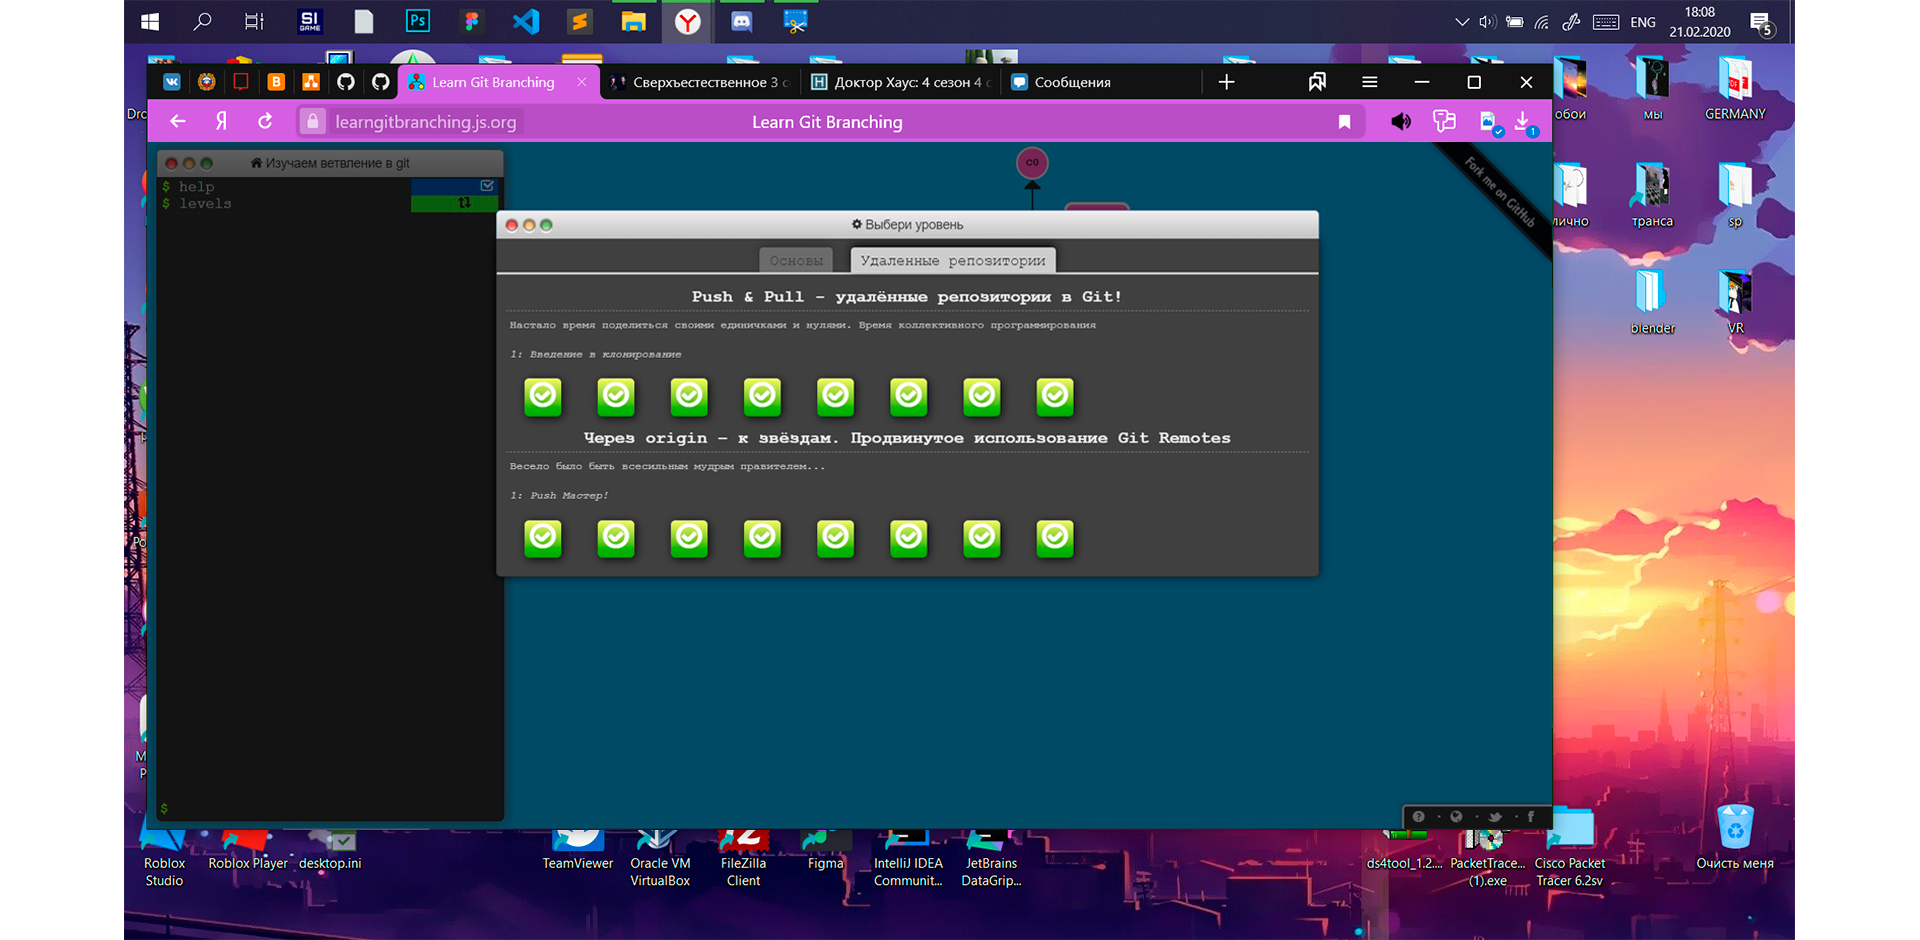 SI
GAME
Ps
ENG
18:08
21.02.2020
5
Learn Git Branching
Сверхъестественное 3 с
Доктор Хаус: 4 сезон 4 с
Сообщения
learngitbranching.js.org
Learn Git Branching
1
Изучаем ветвление в git
$ help
$ levels
C0
Fork me on GitHub
Выбери уровень
Основы
Удаленные репозитории
Push & Pull - удалённые репозитории в Git!
Настало время поделиться своими единичками и нулями. Время коллективного программирования
1: Введение в клонирование
Через origin – к звёздам. Продвинутое использование Git Remotes
Весело было быть всесильным мудрым правителем...
1: Push Мастер!
$
обои
мы
GERMANY
лично
транса
sp
blender
VR
Roblox
Studio
Roblox Player
desktop.ini
TeamViewer
Oracle VM
VirtualBox
FileZilla
Client
Figma
IntelliJ IDEA
Communit...
JetBrains
DataGrip...
ds4tool_1.2....
PacketTrace...
(1).exe
Cisco Packet
Tracer 6.2sv
Очисть меня